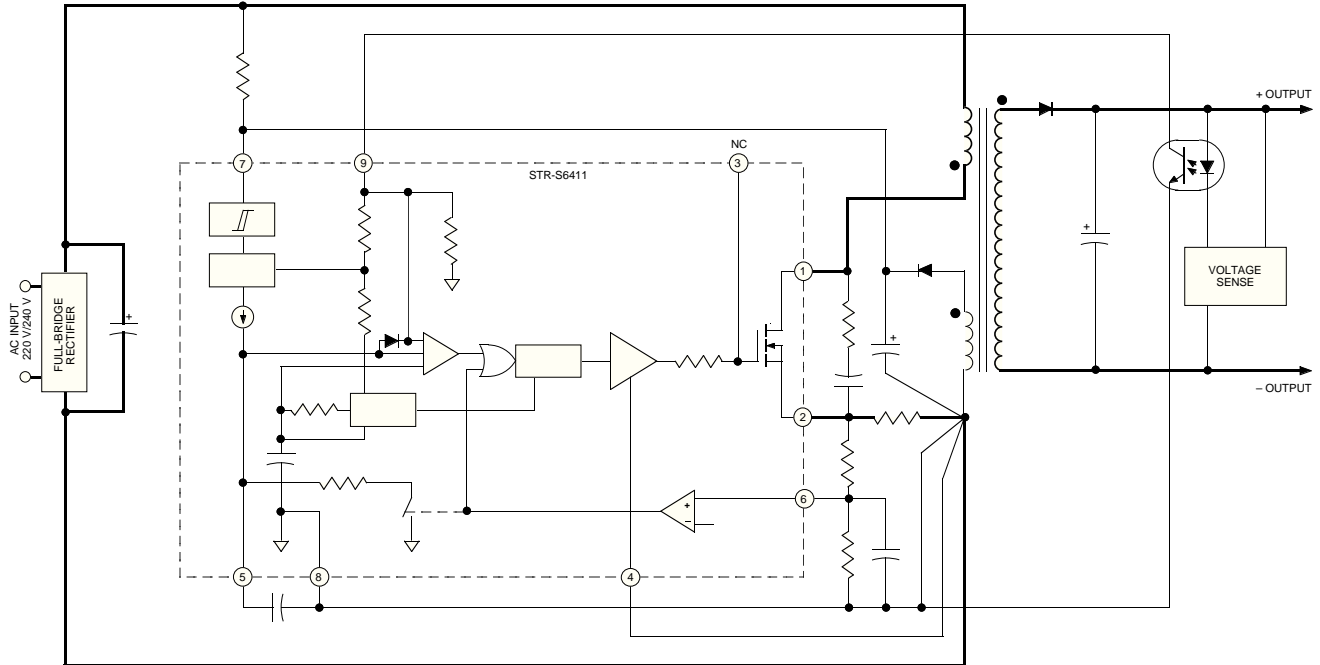 + OUTPUT
NC
7
9
3
STR-S6411
1
AC INPUT
220 V/240 V
FULL-BRIDGE
RECTIFIER
+
+
+
VOLTAGE
SENSE
– OUTPUT
2
6
+
–
5
8
4